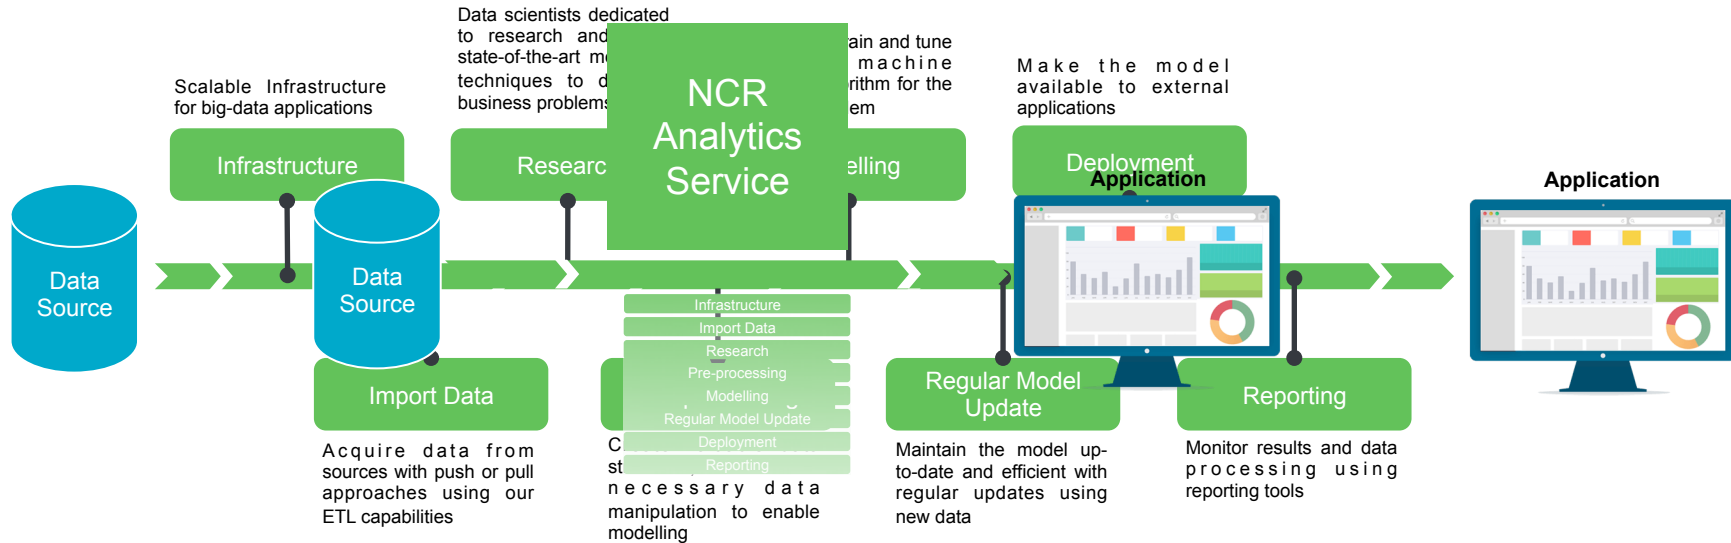 Data scientists dedicated
to research and
state-of-the-art
techniques to
business problems
Scalable Infrastructure
for big-data applications
NCR
Analytics
Service
and tune
machine
for the
Make the model
available to external
applications
Infrastructure
Deployment
Application
Application
Data
Source
Data
Source
Infrastructure
Import Data
Research
Pre-processing
Modelling
Regular Model Update
Deployment
Reporting
Import Data
Regular Model
Update
Reporting
Acquire data from
sources with push or pull
approaches using our
ETL capabilities
necessary data
manipulation to enable
modelling
Maintain the model up-
to-date and efficient with
regular updates using
new data
Monitor results and data
processing using
reporting tools